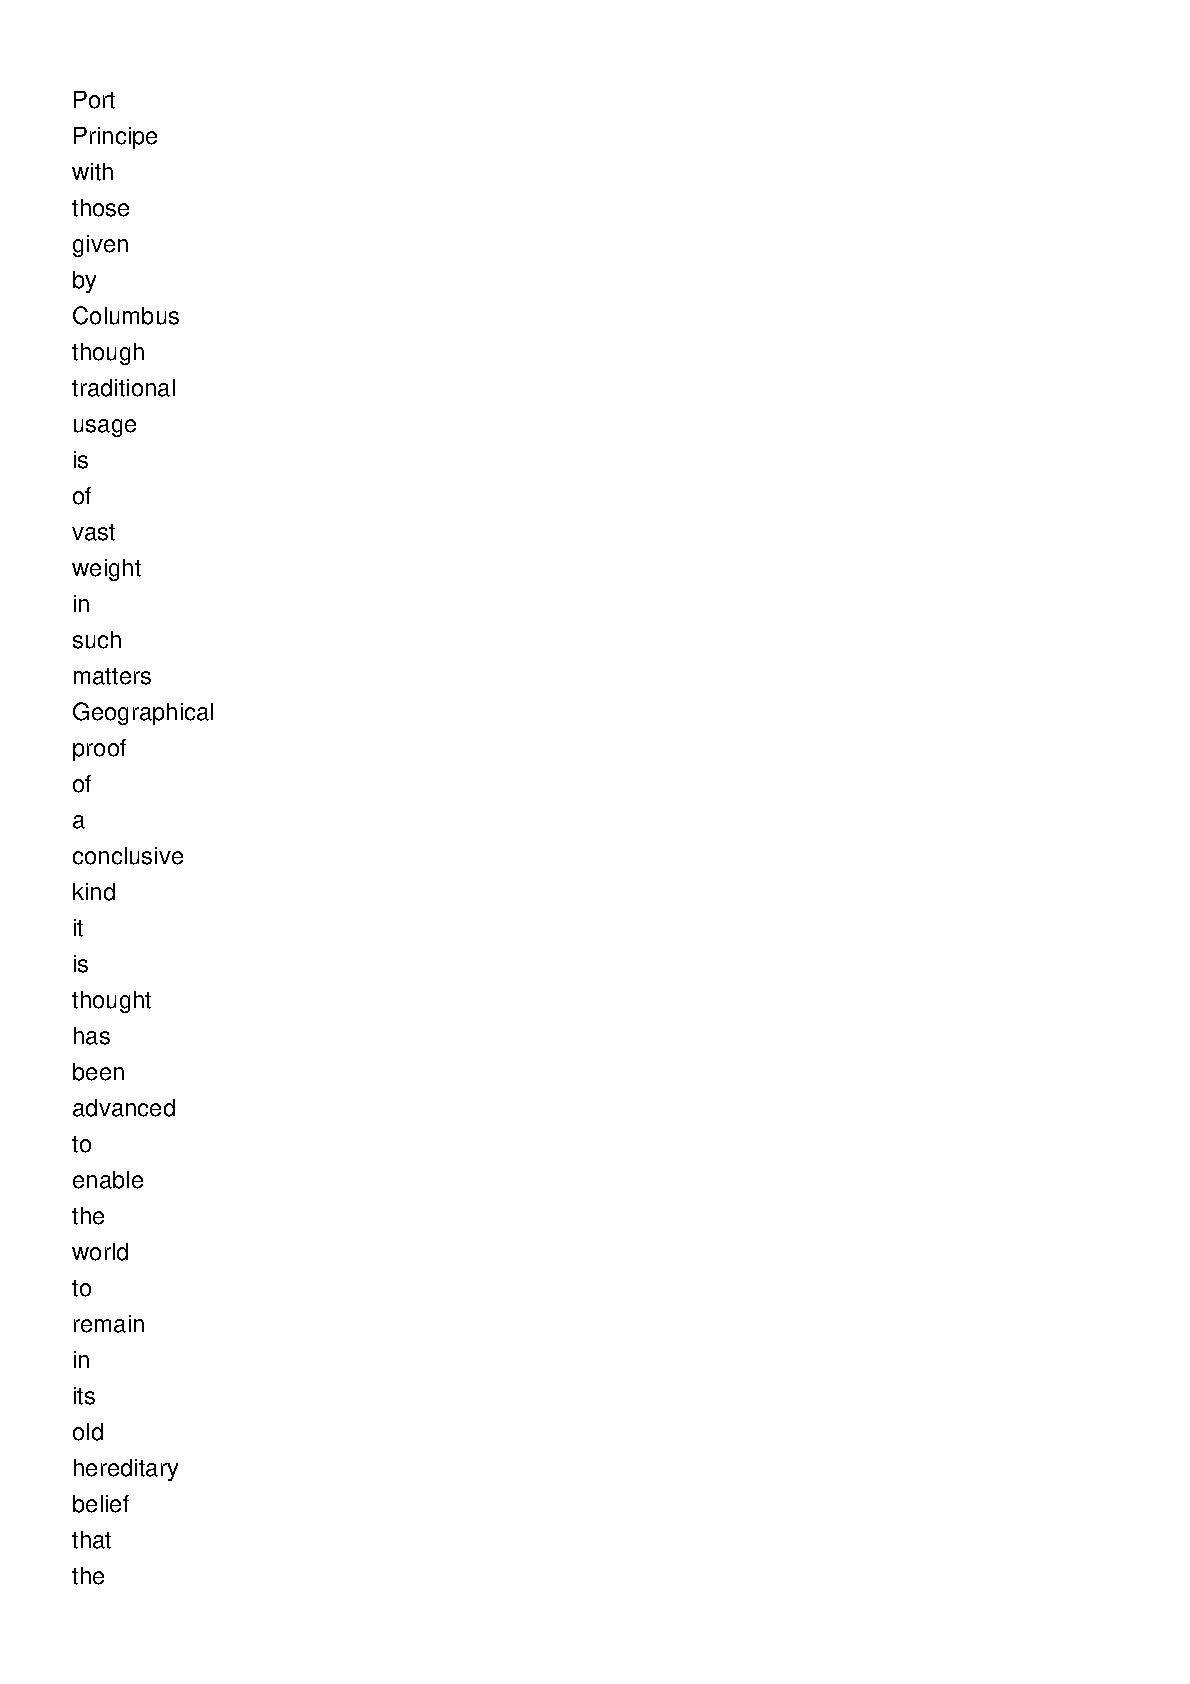 Port
Principe
with
those
given
by
Columbus
though
traditional
usage
is
of
vast
weight
in
such
matters
Geographical
proof
of
a
conclusive
kind
it
is
thought
has
been
advanced
to
enable
the
world
to
remain
in
its
old
hereditary
belief
that
the